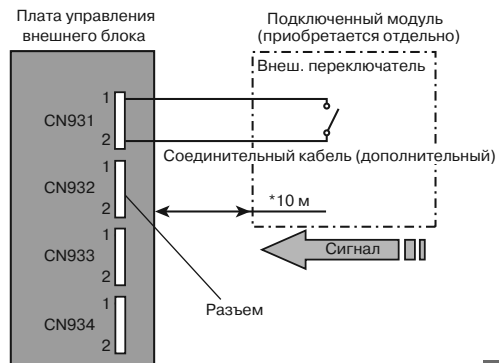 Плата управления
внешнего блока
Подключенный модуль
(приобретается отдельно)
Внеш. переключатель
CN931
1
2
Соединительный кабель (дополнительный)
CN932
1
2
*10 м
CN933
1
2
Сигнал
Разъем
CN934
1
2